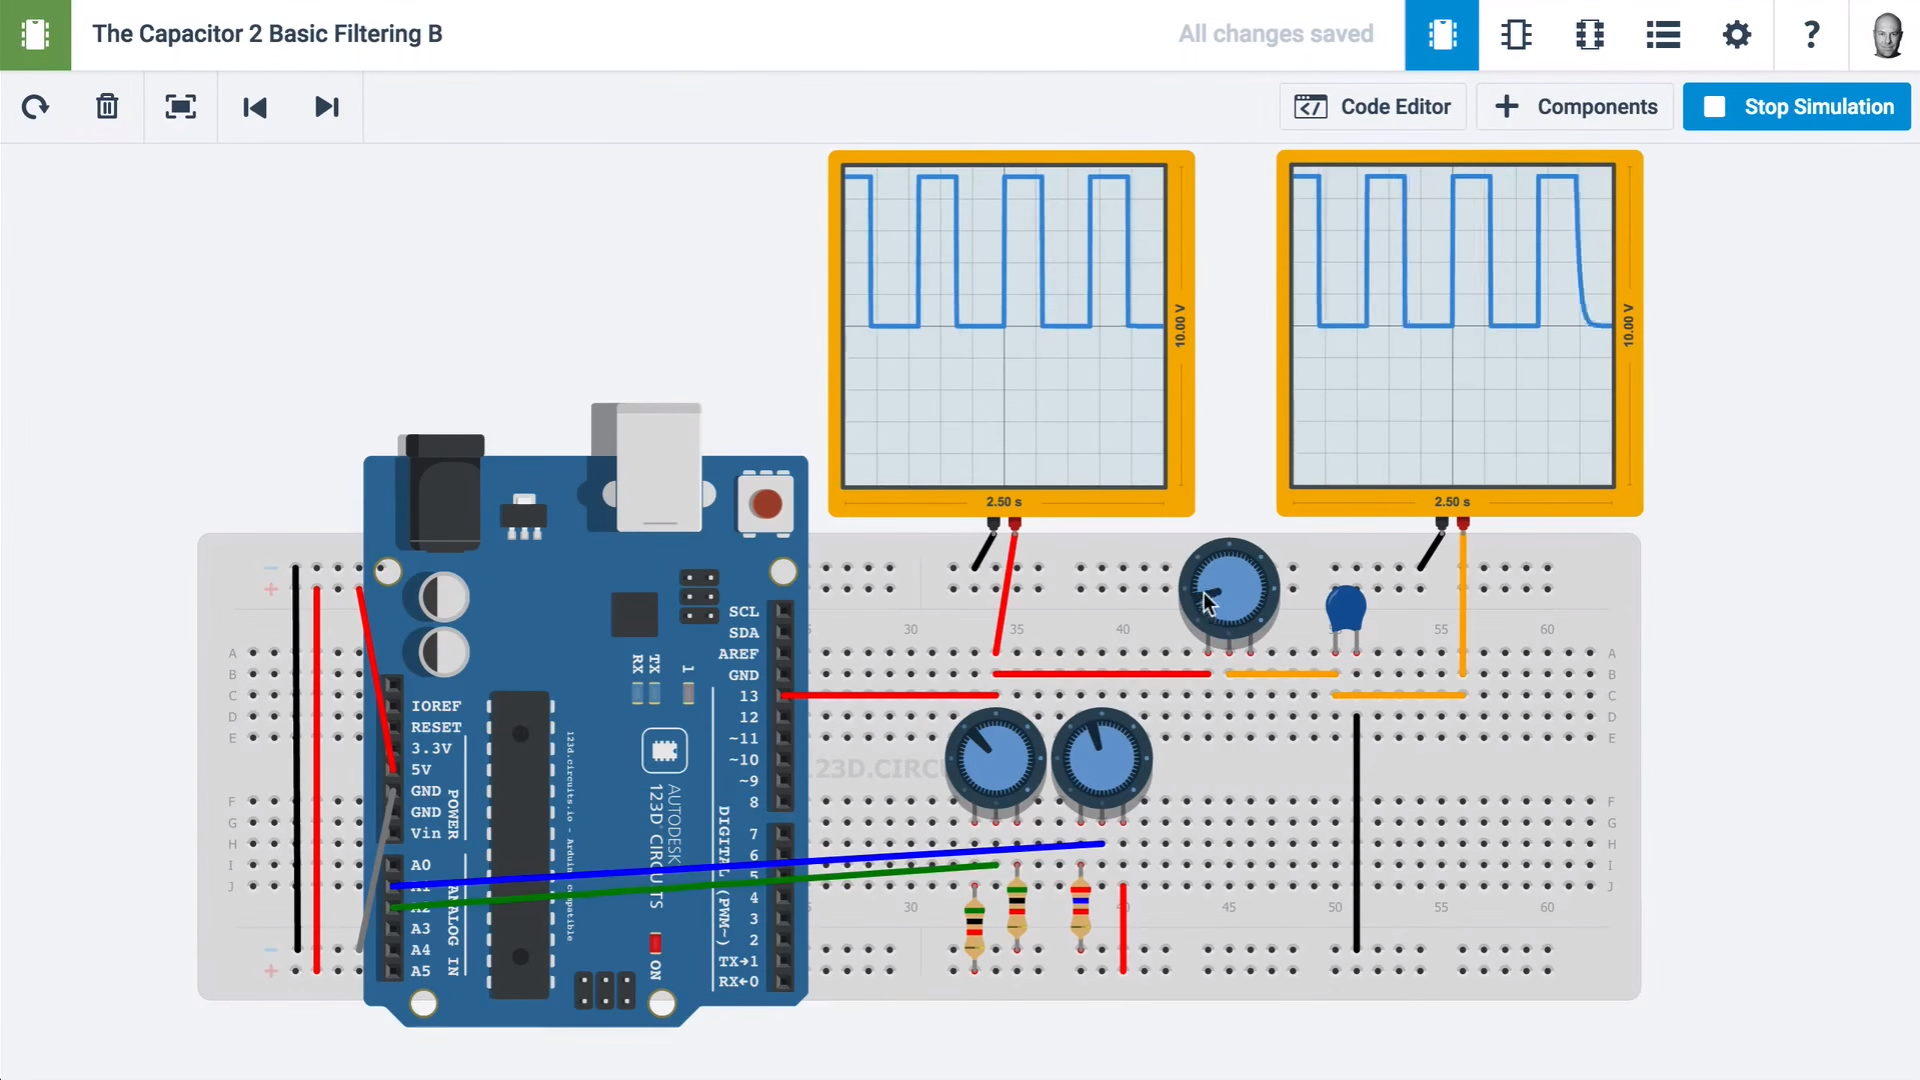 The Capacitor 2 Basic Filtering B
All changes saved
?
Code Editor
Components
Stop Simulation
10.00 V
2.50 s
10.00 V
2.50 s
30 35 40 55 60
A
B
C
D
E
F
G
H
I
J
30 45 50 55 60
A
B
C
D
E
F
G
H
I
J
SCL
SDA
AREF
GND
13
12
~11
~10
~9
8
7
6
5
4
3
2
TX→1
RX←0
DIGITAL (PWM~)
RX
TX
1
IOREF
RESET
3.3V
5V
GND
GND
Vin
POWER
A0
A1
A2
A3
A4
A5
ANALOG IN
AUTODESK
123D CIRCUITS
ON
123d.circuits.io - Arduino compatible